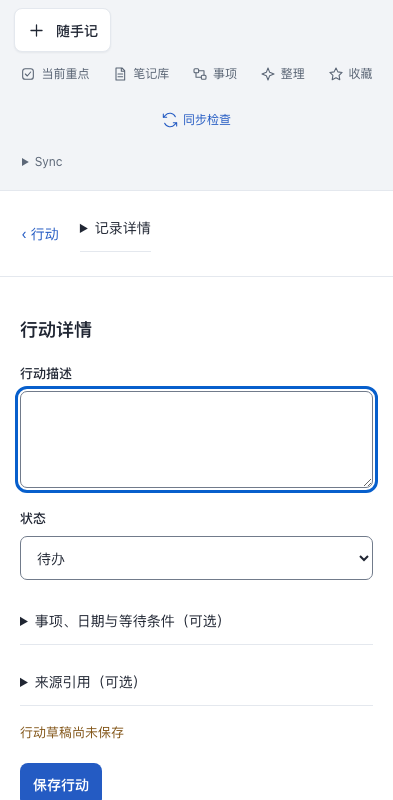 随手记
当前重点 笔记库 事项 整理 收藏
同步检查
▶ Sync
‹ 行动 ▶ 记录详情
行动详情
行动描述
状态
待办
▶ 事项、日期与等待条件（可选）
▶ 来源引用（可选）
行动草稿尚未保存
保存行动